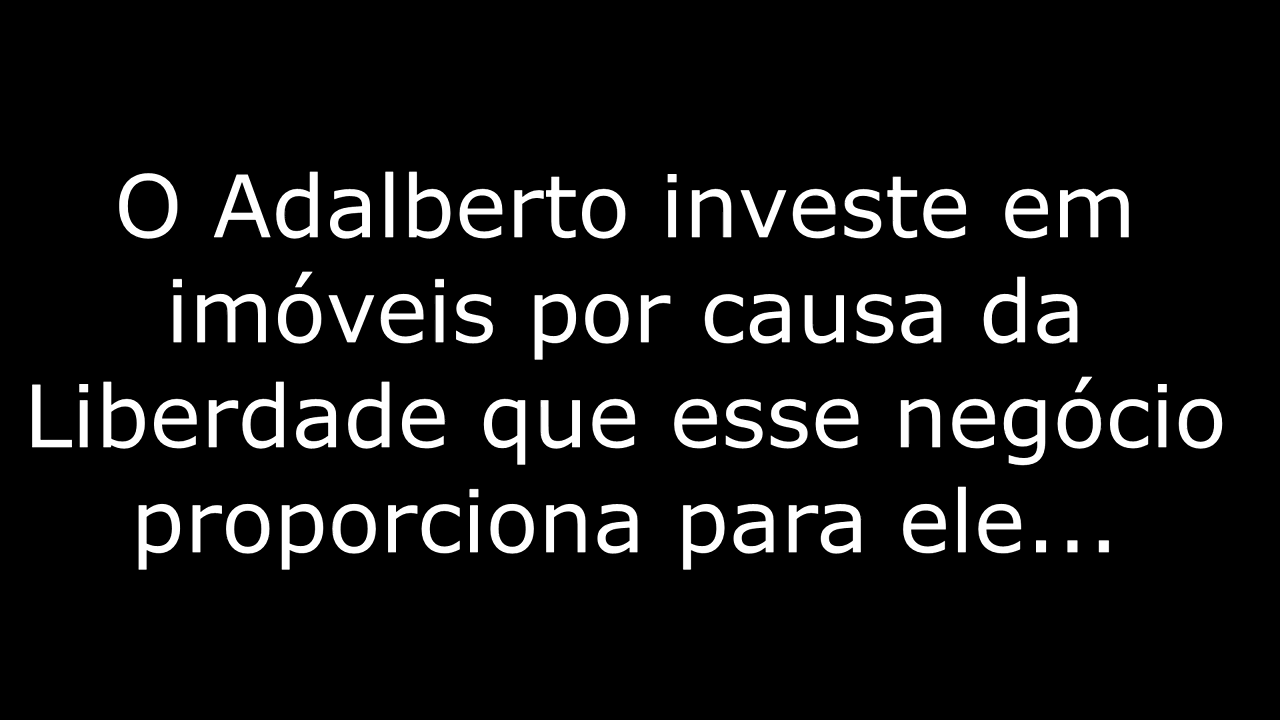 O Adalberto investe em
imóveis por causa da
Liberdade que esse negócio
proporciona para ele...